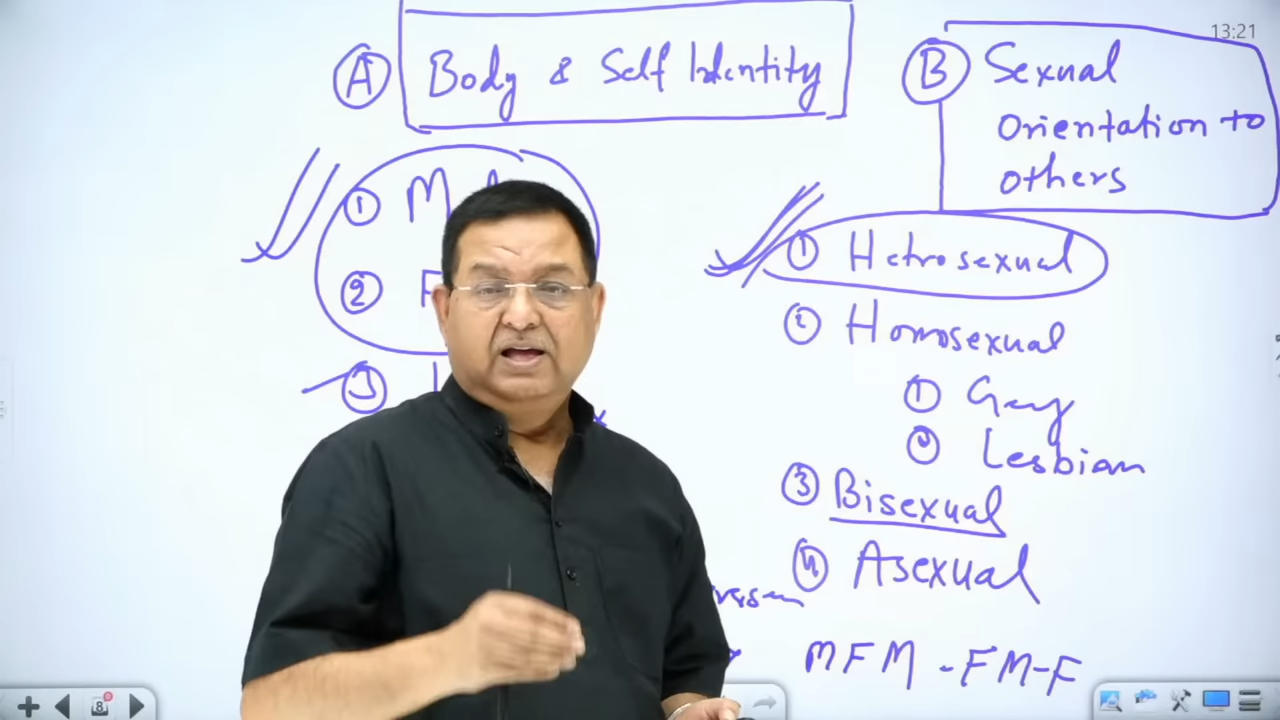 13:21
A Body & Self Identity
B Sexual
Orientation to
others
1
2 F
3
1 Hetrosexual
2 Homosexual
1 Gay
2 Lesbian
3 Bisexual
4 Asexual
MFM - FM-F
8